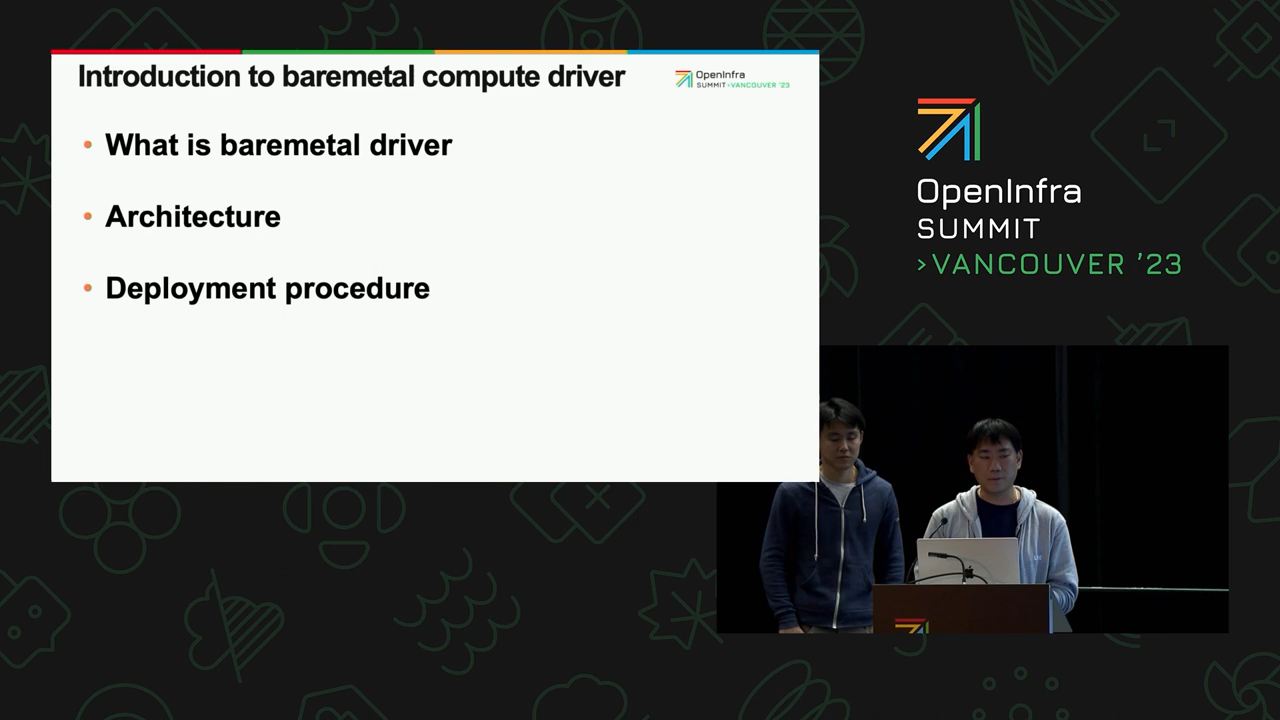 Introduction to baremetal compute driver
OpenInfra
SUMMIT >VANCOUVER '23
• What is baremetal driver
• Architecture
• Deployment procedure
OpenInfra
SUMMIT
>VANCOUVER '23